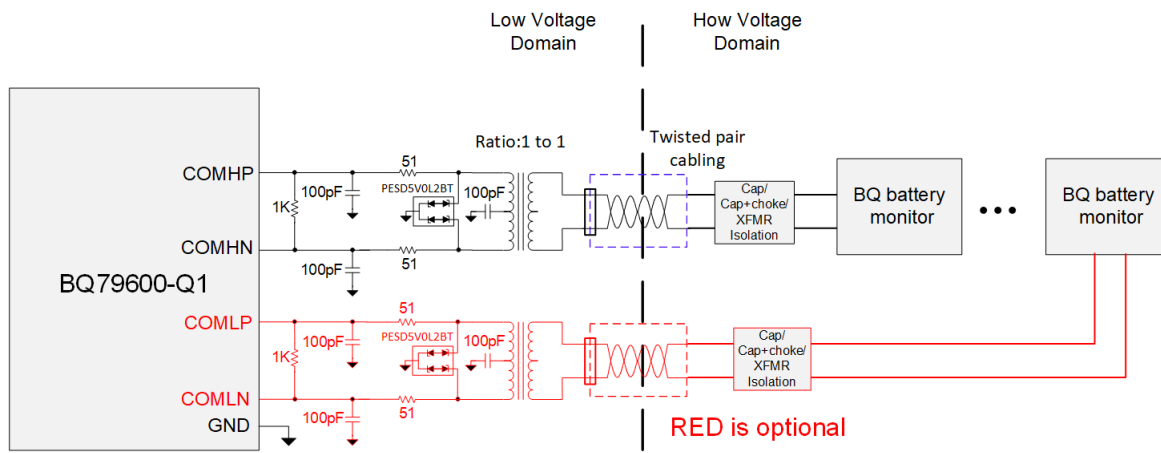 Low Voltage
Domain
How Voltage
Domain
Ratio:1 to 1
Twisted pair
cabling
BQ79600-Q1
COMHP
COMHN
COMLP
COMLN
GND
51
100pF
PESD5V0L2BT
100pF
1K
100pF
51
Cap/
Cap+choke/
XFMR
Isolation
BQ battery
monitor
•••
BQ battery
monitor
51
100pF
PESD5V0L2BT
100pF
1K
100pF
51
Cap/
Cap+choke/
XFMR
Isolation
RED is optional